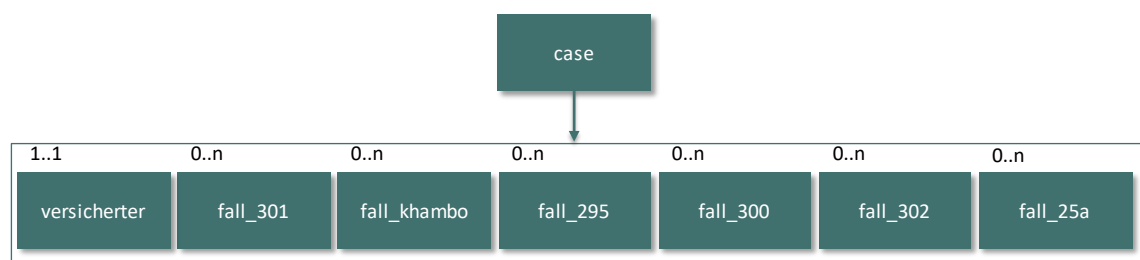 case
1..1 0..n 0..n 0..n 0..n 0..n 0..n
versicherter fall_301 fall_khambo fall_295 fall_300 fall_302 fall_25a